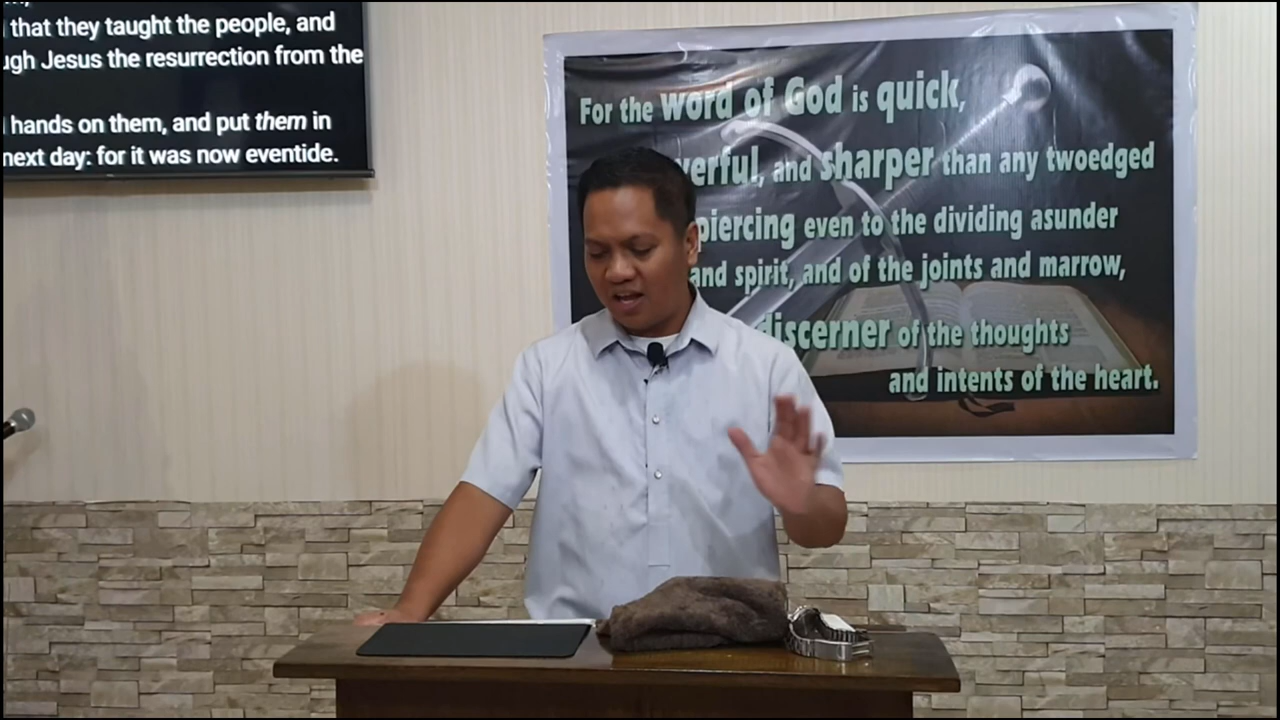 that they taught the people, and
Jesus the resurrection from the
hands on them, and put them in
next day: for it was now eventide.
For the word of God is quick,
and sharper than any twoedged
piercing even to the dividing asunder
and spirit, and of the joints and marrow,
discerner of the thoughts
and intents of the heart.